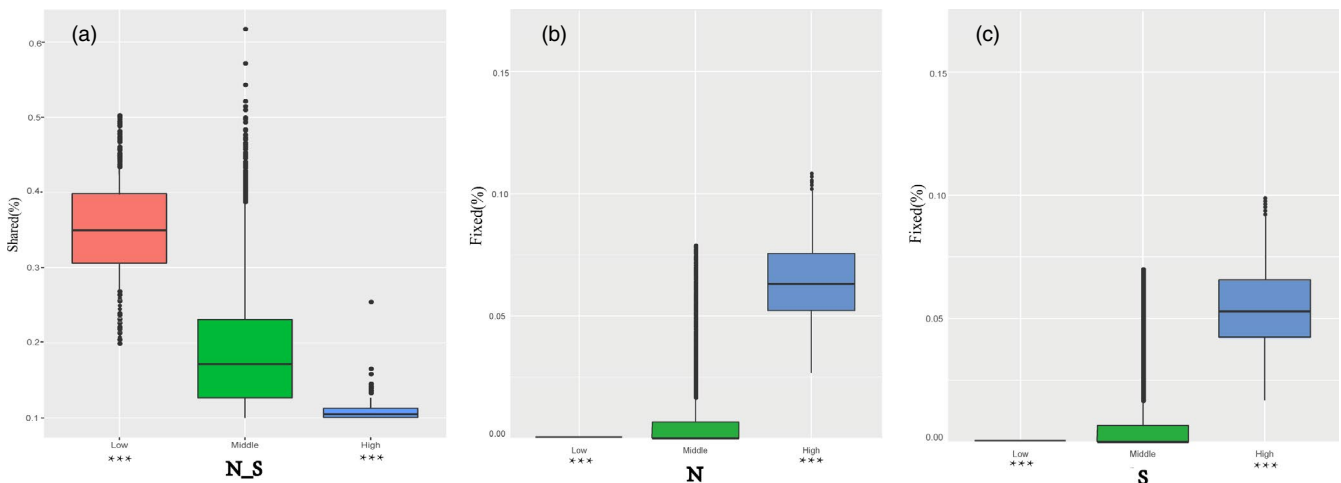 (a)
0.6
0.5
0.4
0.3
0.2
0.1
Shared(%)
Low Middle High
*** ***
N_S
(b)
0.15
0.10
0.05
0.00
Fixed(%)
Low Middle High
*** ***
N
(c)
0.15
0.10
0.05
0.00
Fixed(%)
Low Middle High
*** ***
S